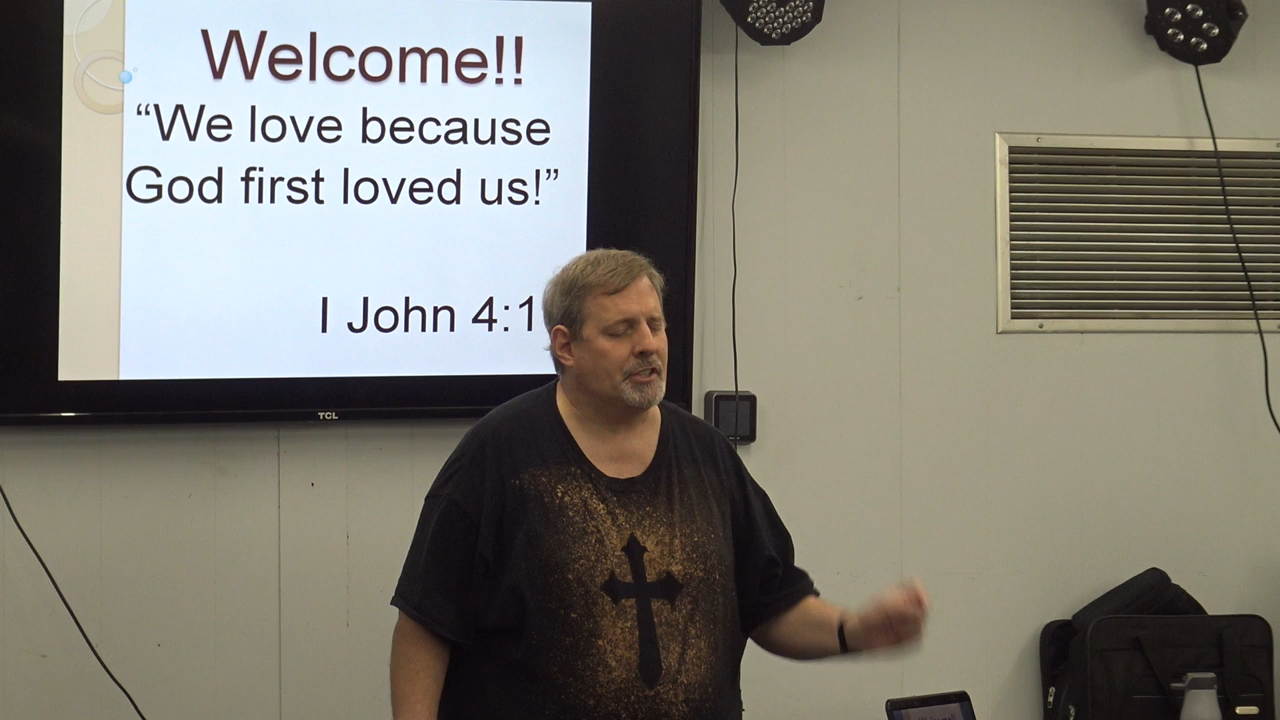 Welcome!!
“We love because
God first loved us!”
I John 4:1
TCL